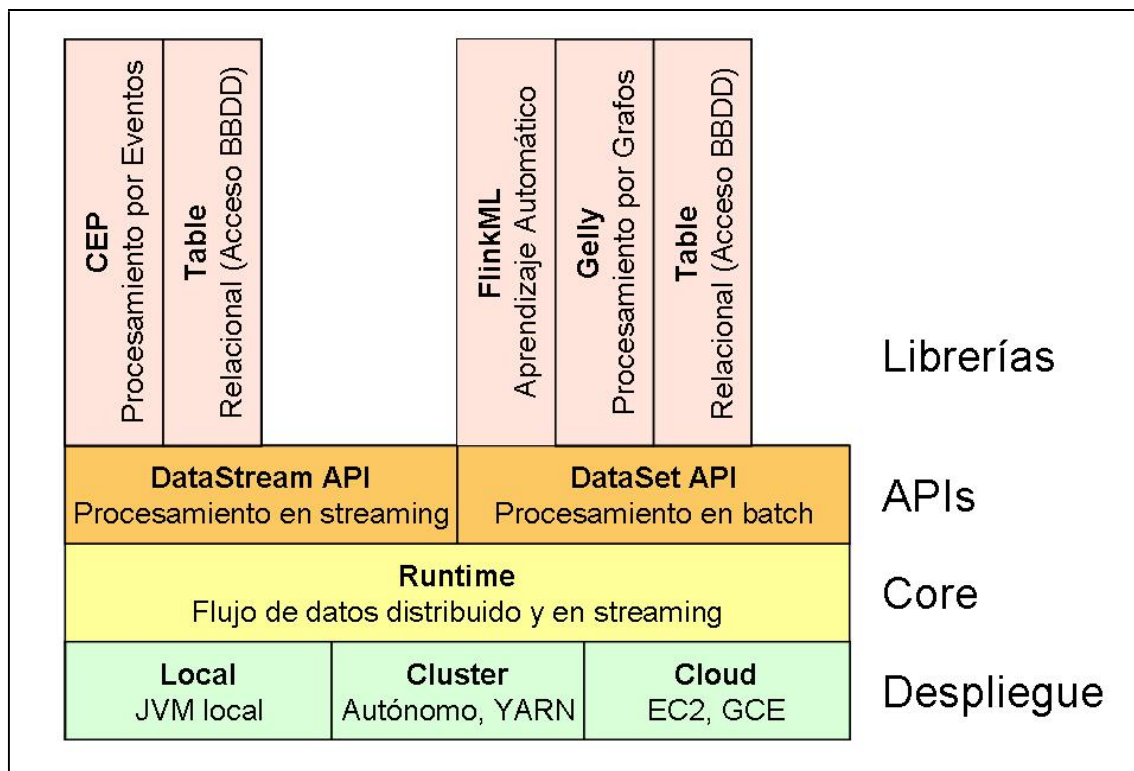 CEP
Procesamiento por Eventos
Table
Relacional (Acceso BBDD)
FlinkML
Aprendizaje Automático
Gelly
Procesamiento por Grafos
Table
Relacional (Acceso BBDD)
Librerías
DataStream API
Procesamiento en streaming
DataSet API
Procesamiento en batch
APIs
Runtime
Flujo de datos distribuido y en streaming
Core
Local
JVM local
Cluster
Autónomo, YARN
Cloud
EC2, GCE
Despliegue